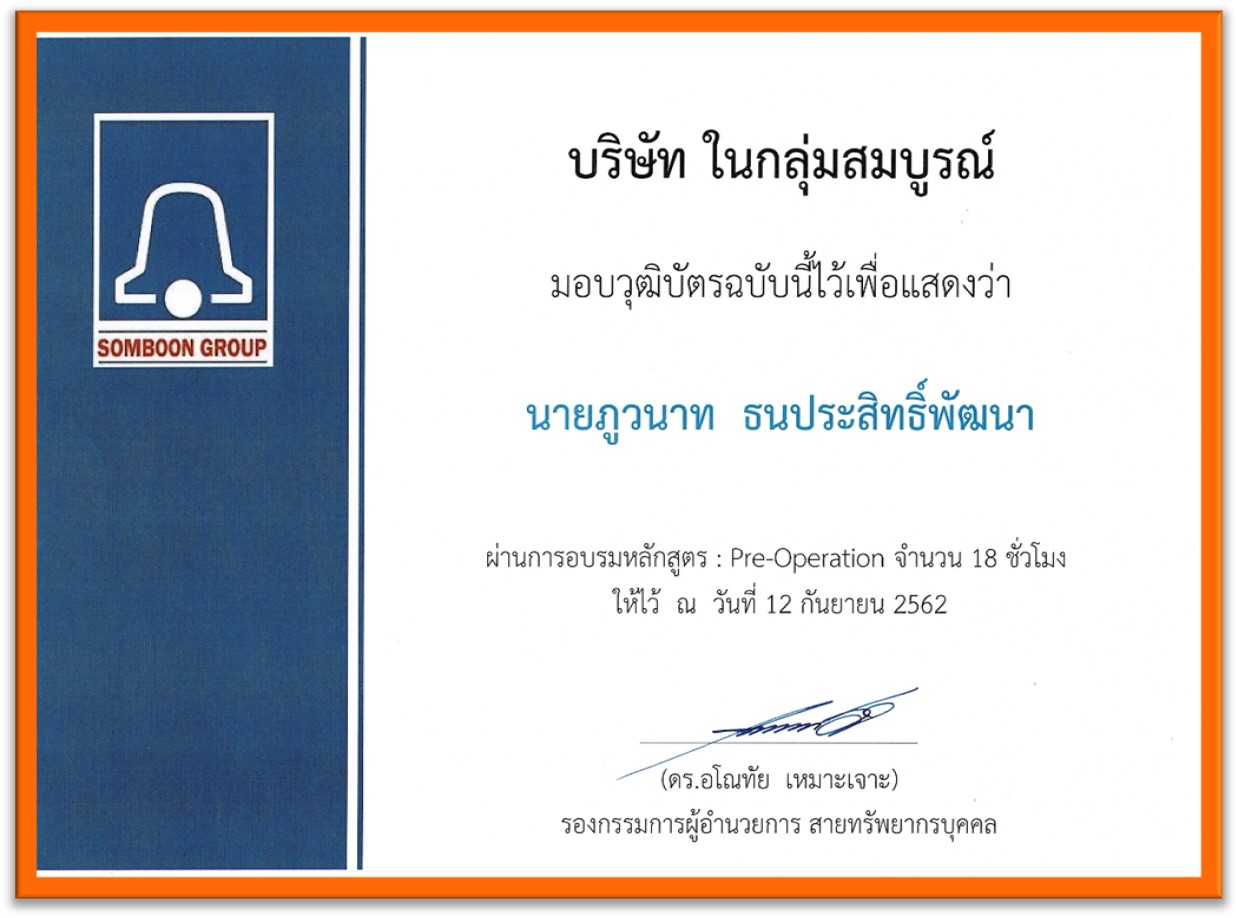 SOMBOON GROUP
บริษัท ในกลุ่มสมบูรณ์
มอบวุฒิบัตรฉบับนี้ไว้เพื่อแสดงว่า
นายภูวนาท ธนประสิทธิ์พัฒนา
ผ่านการอบรมหลักสูตร : Pre-Operation จำนวน 18 ชั่วโมง
ให้ไว้ ณ วันที่ 12 กันยายน 2562
(ดร.อโณทัย เหมาะเจาะ)
รองกรรมการผู้อำนวยการ สายทรัพยากรบุคคล